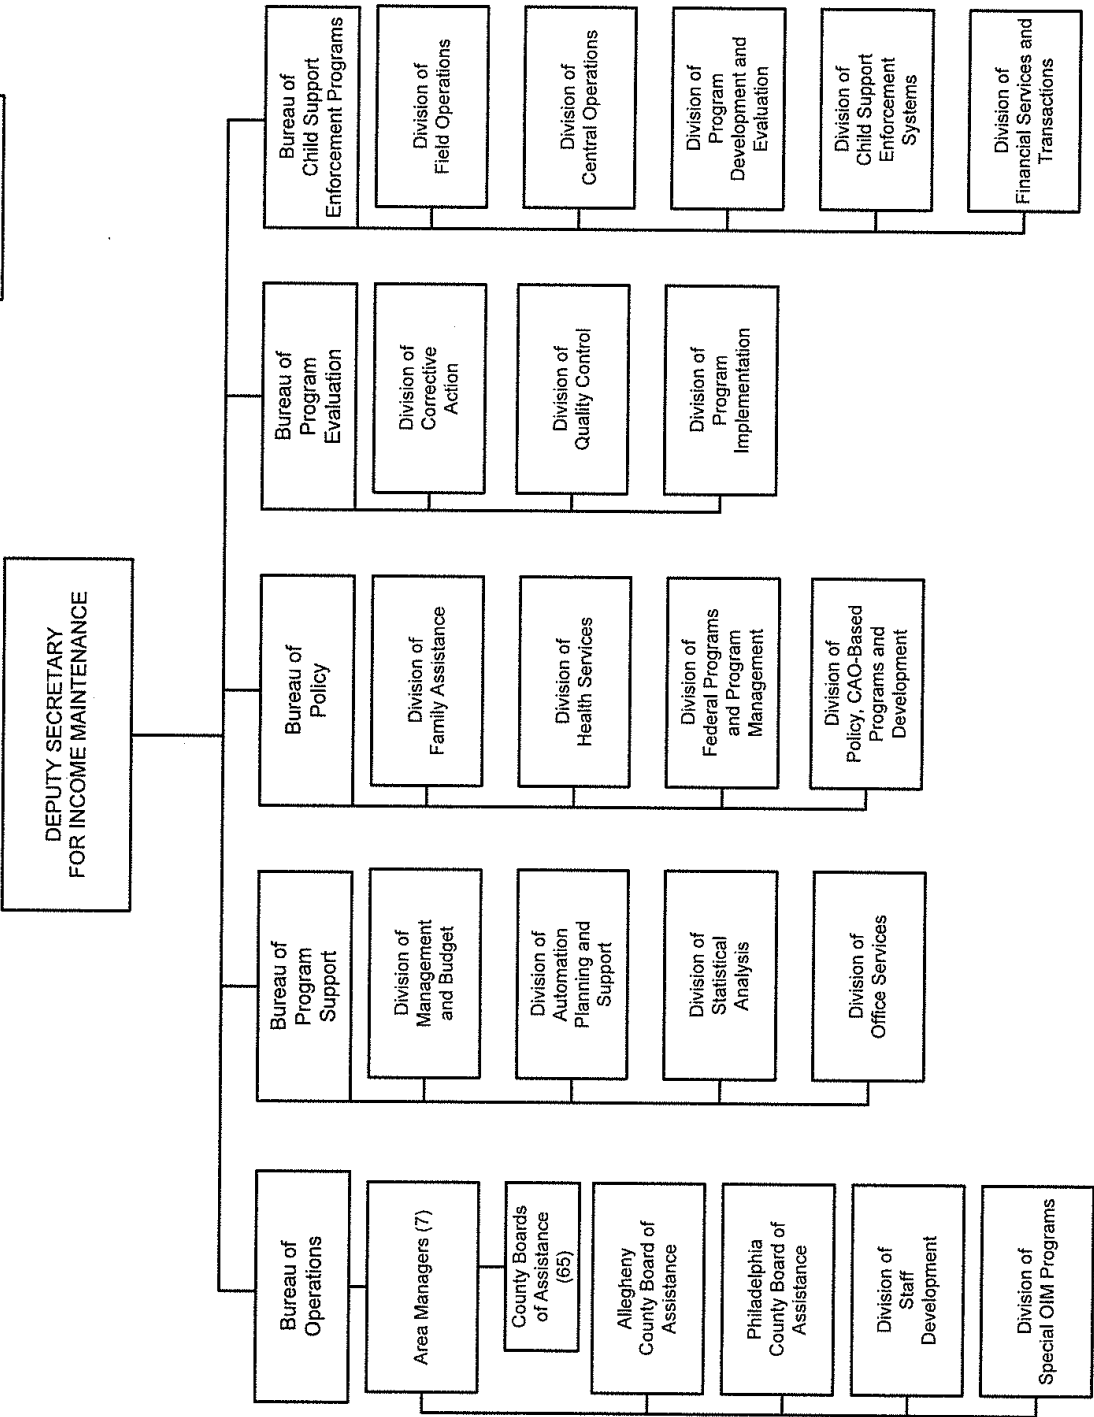 DEPUTY SECRETARY
FOR INCOME MAINTENANCE
Bureau of
Operations
Area Managers (7)
County Boards
of Assistance
(65)
Allegheny
County Board of
Assistance
Philadelphia
County Board of
Assistance
Division of
Staff
Development
Division of
Special OIM Programs
Bureau of
Program
Support
Division of
Management
and Budget
Division of
Automation
Planning and
Support
Division of
Statistical
Analysis
Division of
Office Services
Bureau of
Policy
Division of
Family Assistance
Division of
Health Services
Division of
Federal Programs
and Program
Management
Division of
Policy, CAO-Based
Programs and
Development
Bureau of
Program
Evaluation
Division of
Corrective
Action
Division of
Quality Control
Division of
Program
Implementation
Bureau of
Child Support
Enforcement Programs
Division of
Field Operations
Division of
Central Operations
Division of
Program
Development and
Evaluation
Division of
Child Support
Enforcement
Systems
Division of
Financial Services and
Transactions